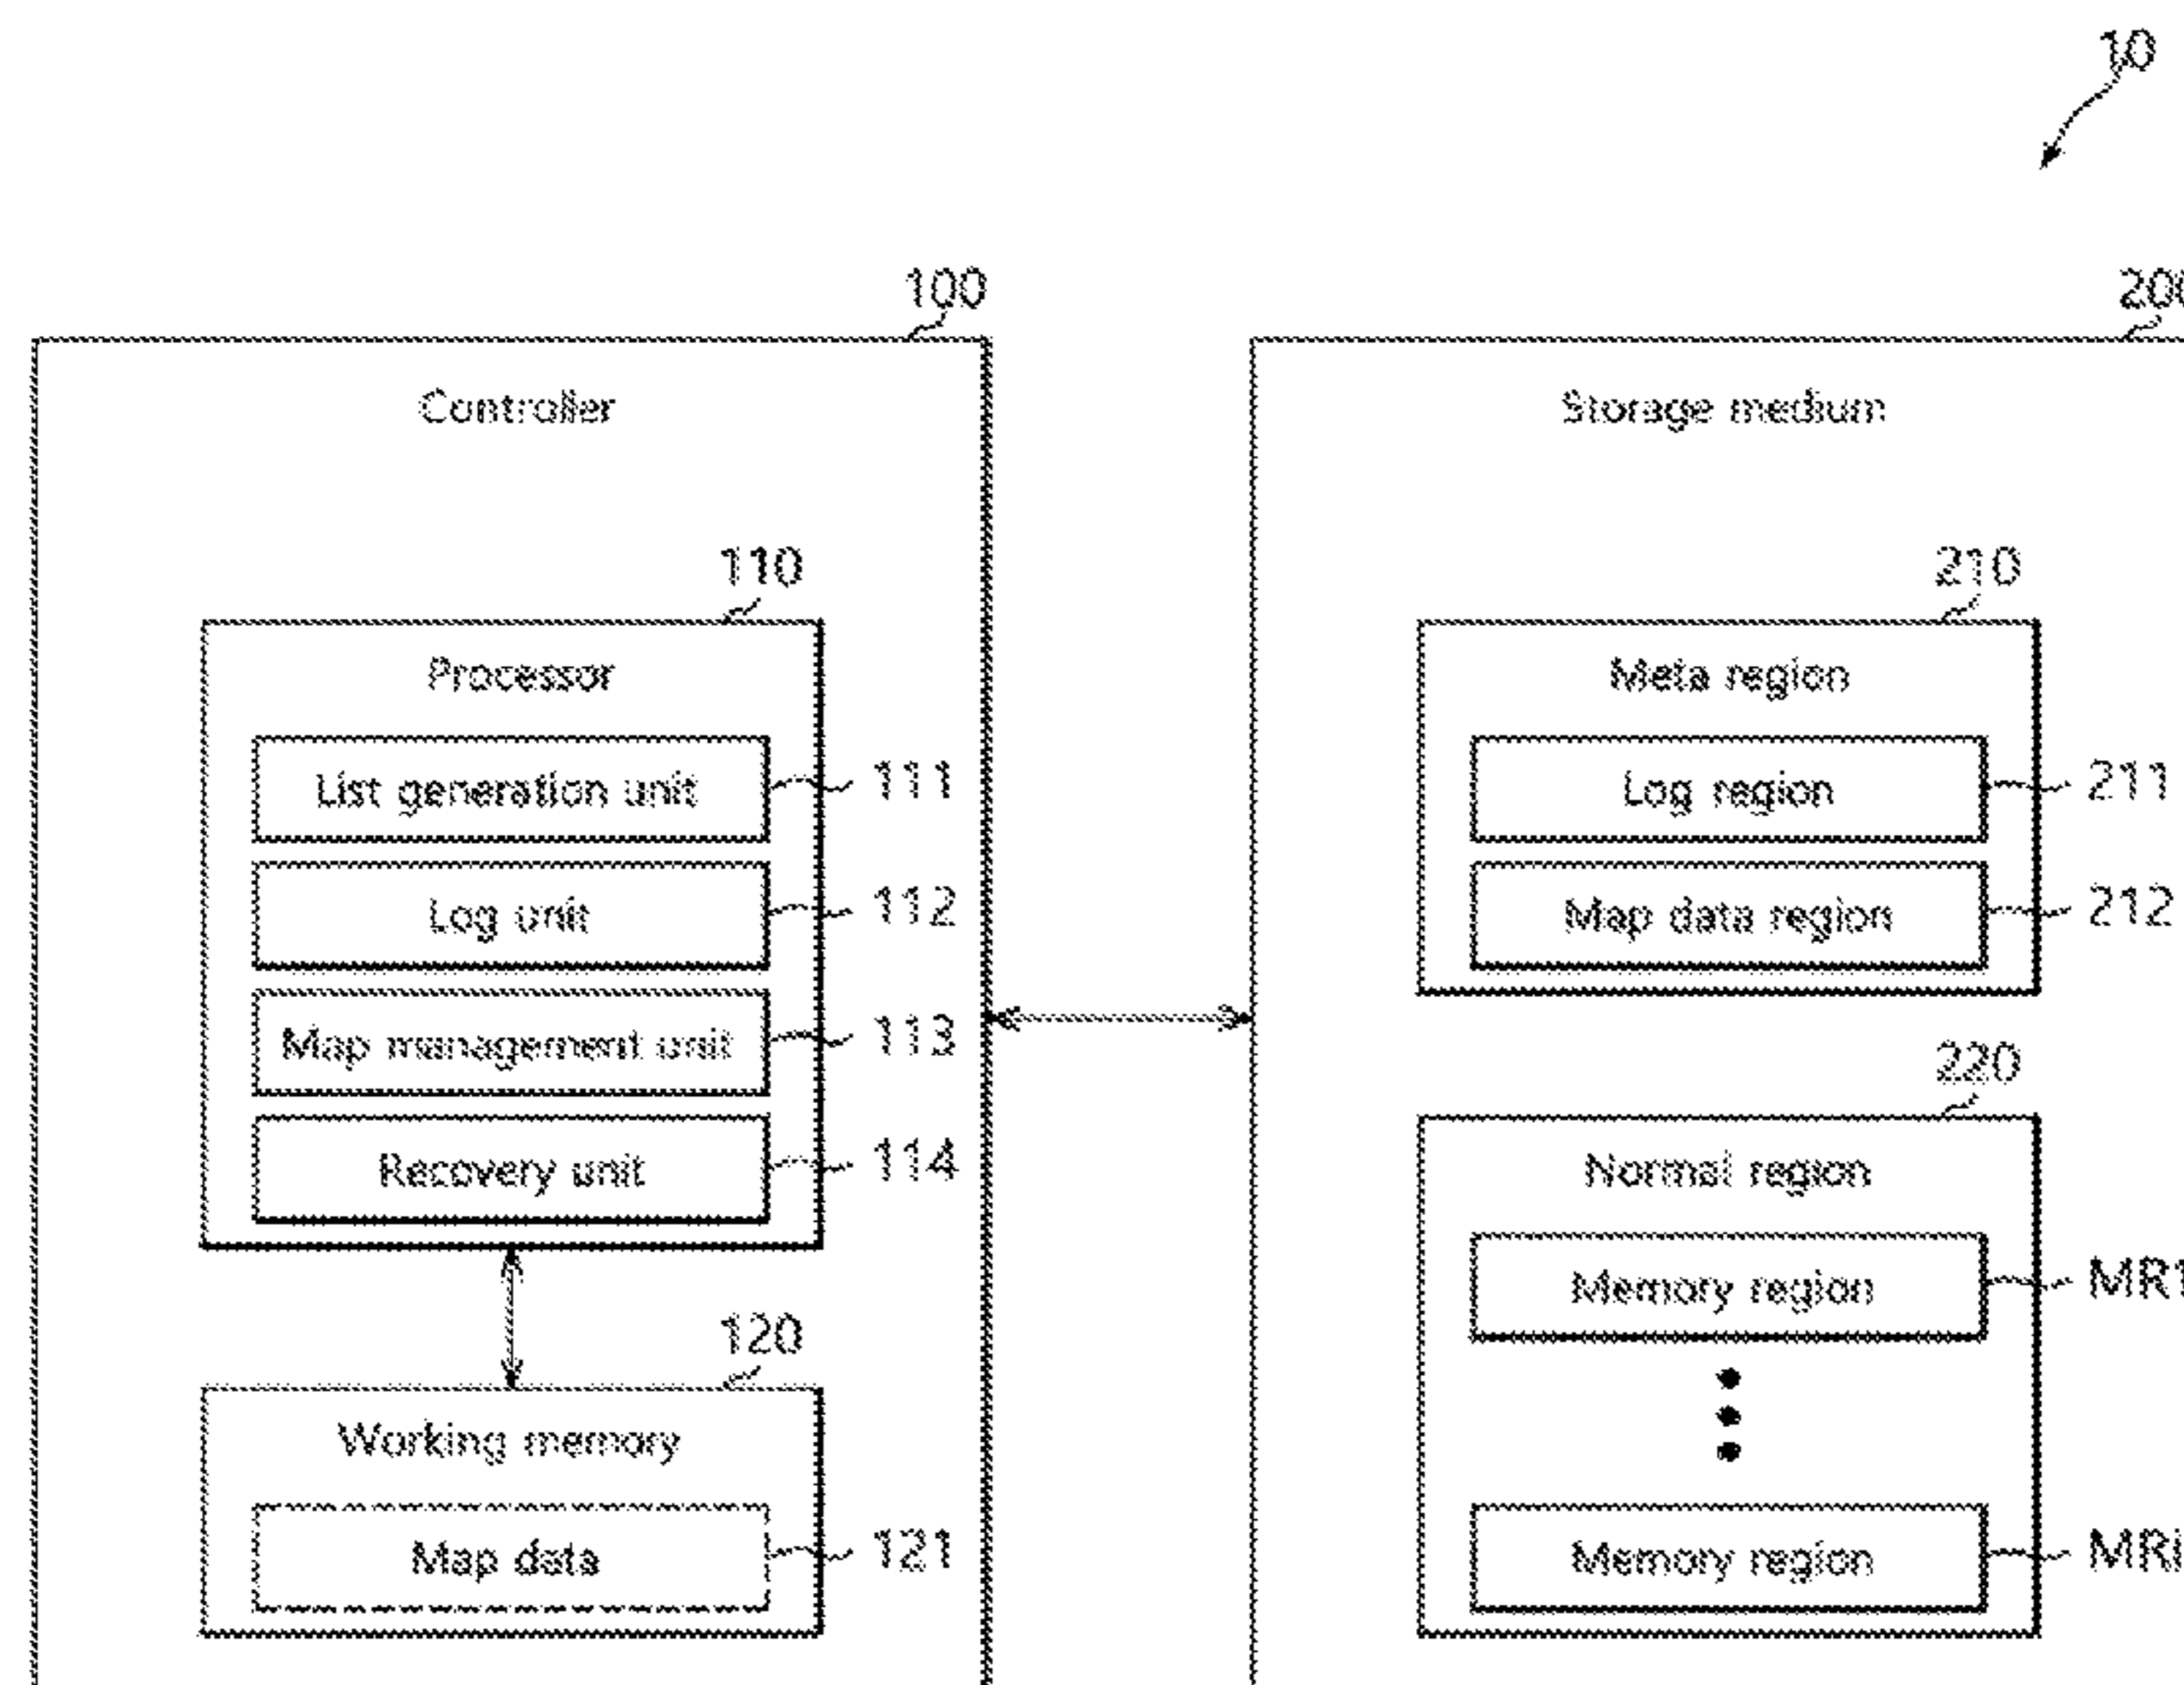 10
100
200
Controller
Storage medium
110
210
Processor
Meta region
List generation unit
111
Log region
211
Log unit
112
Map data region
212
Map management unit
113
220
Recovery unit
114
Normal region
Memory region
MR1
120
Working memory
Map data
121
Memory region
MRi